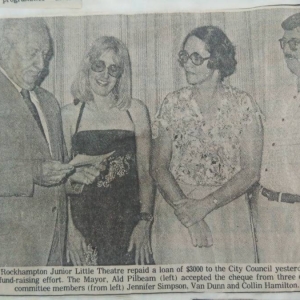 Rockhampton Junior Little Theatre repaid a loan of $3000 to the City Council yesterd
fund-raising effort. The Mayor, Ald Pilbeam (left) accepted the cheque from three o
committee members (from left) Jennifer Simpson, Van Dunn and Collin Hamilton.